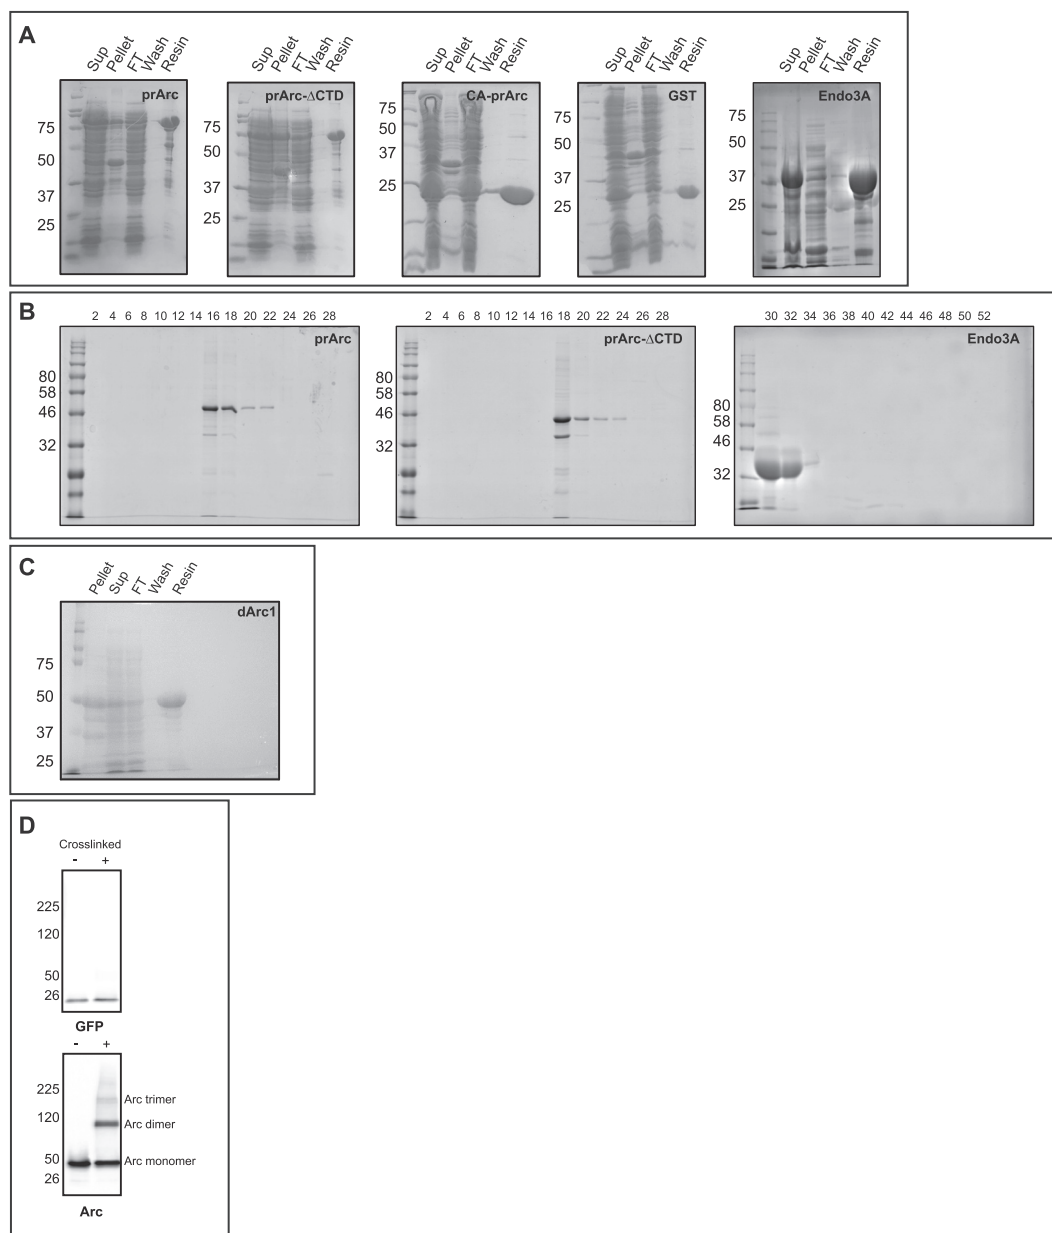 A
Sup Pellet FT Wash Resin
prArc
75
50
37
25
Sup Pellet FT Wash Resin
prArc-ΔCTD
75
50
37
25
Sup Pellet FT Wash Resin
CA-prArc
75
50
37
25
Sup Pellet FT Wash Resin
GST
75
50
37
25
Sup Pellet FT Wash Resin
Endo3A
75
50
37
25
B
2 4 6 8 10 12 14 16 18 20 22 24 26 28
prArc
80
58
46
32
2 4 6 8 10 12 14 16 18 20 22 24 26 28
prArc-ΔCTD
80
58
46
32
30 32 34 36 38 40 42 44 46 48 50 52
Endo3A
80
58
46
32
C
Pellet Sup FT Wash Resin
dArc1
75
50
37
25
D
Crosslinked
- +
225
120
50
26
GFP
- +
225
120
50
26
Arc trimer
Arc dimer
Arc monomer
Arc